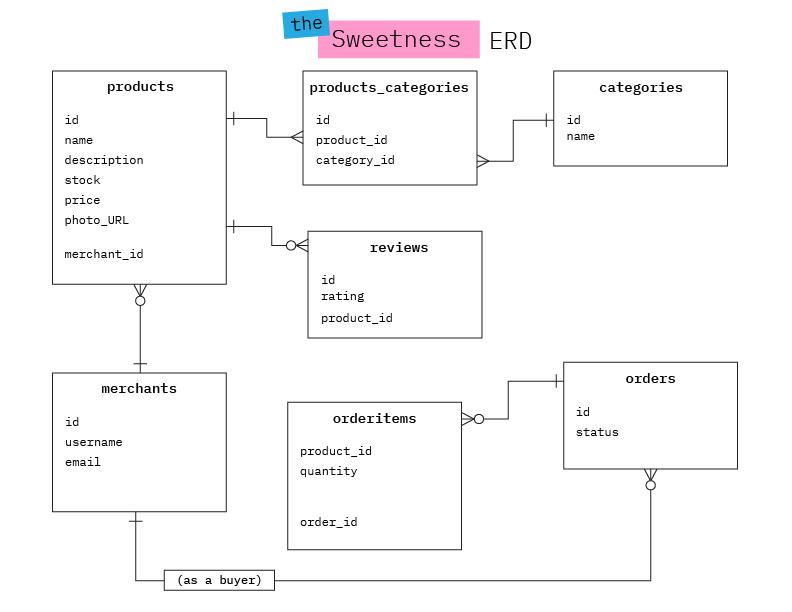 the
Sweetness ERD
products
id
name
description
stock
price
photo_URL
merchant_id
products_categories
id
product_id
category_id
categories
id
name
reviews
id
rating
product_id
merchants
id
username
email
orderitems
product_id
quantity
order_id
orders
id
status
(as a buyer)